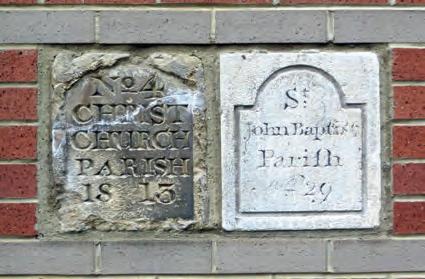 No 4
CHRIST
CHURCH
PARISH
1813
St
John Baptist
Pariſh
No 29